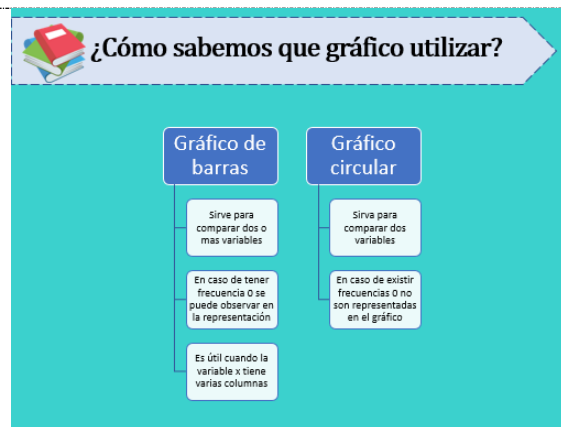 ¿Cómo sabemos que gráfico utilizar?
Gráfico de
barras
Sirve para
comparar dos o
mas variables
En caso de tener
frecuencia 0 se
puede observar en
la representación
Es útil cuando la
variable x tiene
varias columnas
Gráfico
circular
Sirva para
comparar dos
variables
En caso de existir
frecuencias 0 no
son representadas
en el gráfico